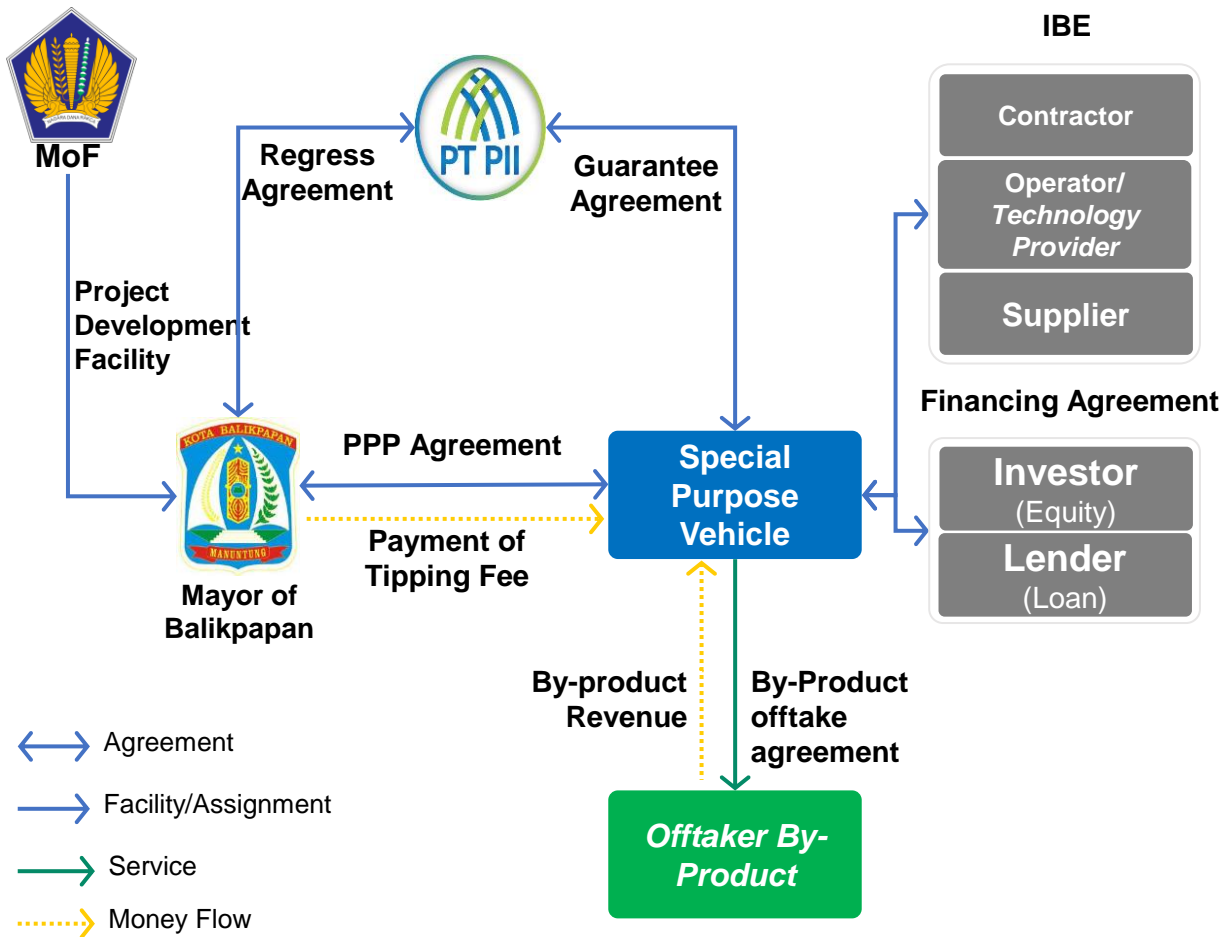 IBE
MoF
PT PII
Regress
Agreement
Guarantee
Agreement
Contractor
Operator/
Technology
Provider
Supplier
Project
Development
Facility
Financing Agreement
KOTA BALIKPAPAN
MANUNTUNG
Mayor of
Balikpapan
PPP Agreement
Payment of
Tipping Fee
Special
Purpose
Vehicle
Investor
(Equity)
Lender
(Loan)
By-product
Revenue
By-Product
offtake
agreement
Offtaker By-
Product
Agreement
Facility/Assignment
Service
Money Flow